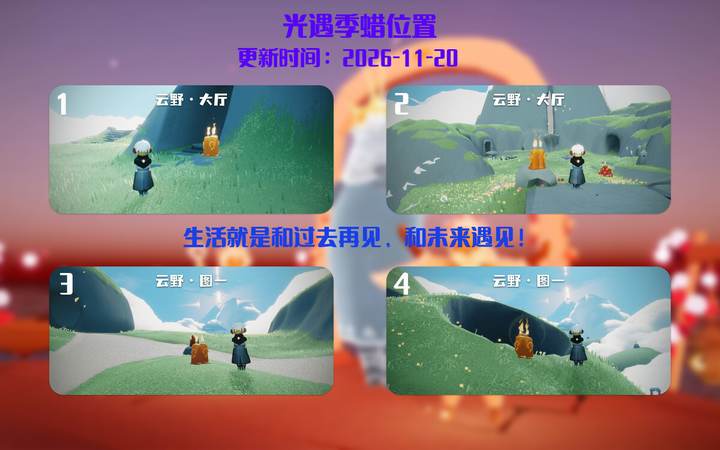 光遇季蜡位置
更新时间：2026-11-20
1 云野·大厅
2 云野·大厅
生活就是和过去再见，和未来遇见！
3 云野·图一
4 云野·图一